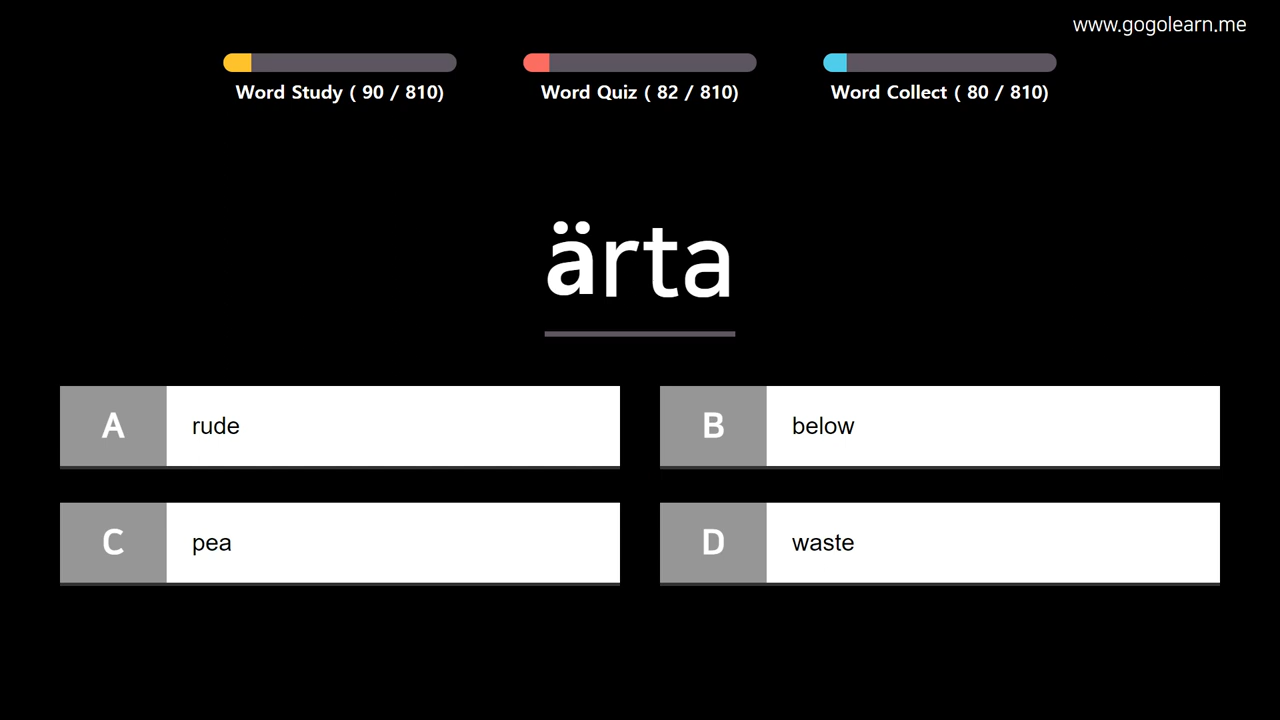 www.gogolearn.me
Word Study ( 90 / 810)
Word Quiz ( 82 / 810)
Word Collect ( 80 / 810)
ärta
A rude
B below
C pea
D waste